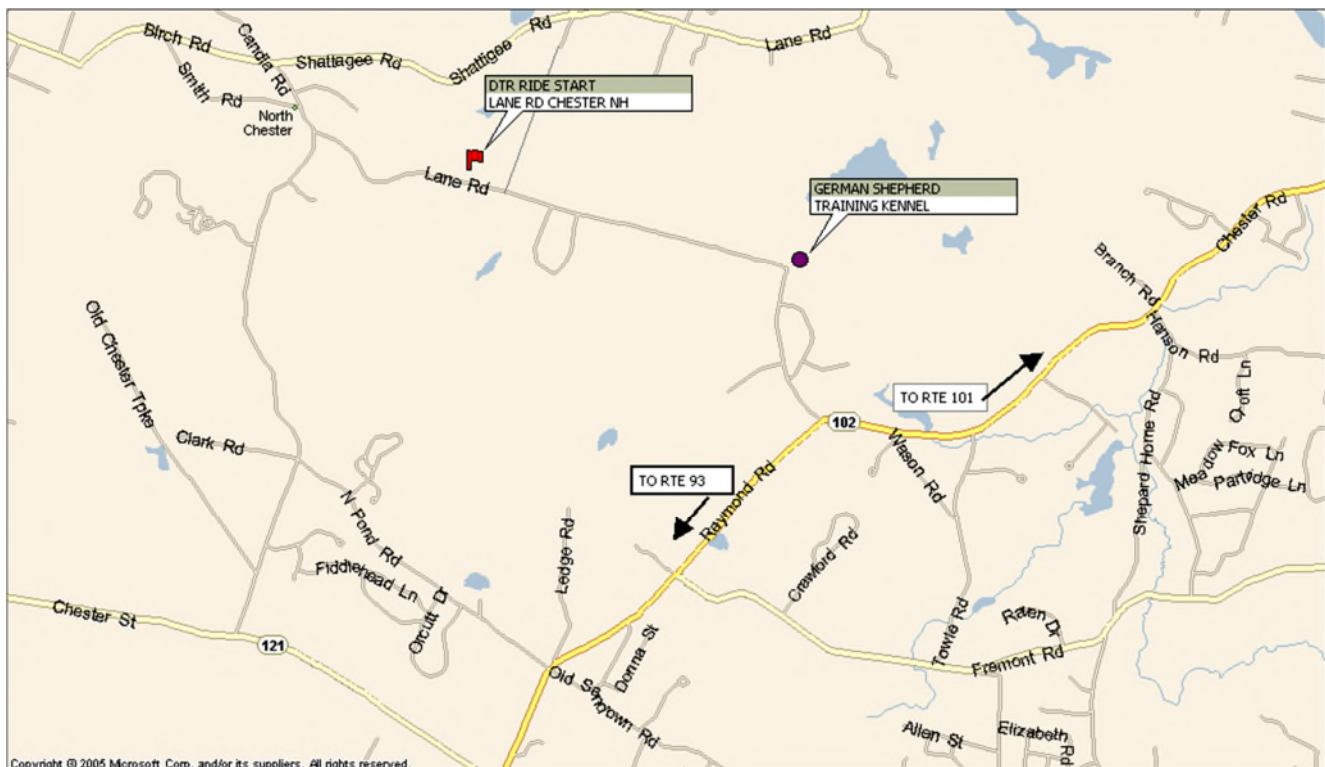 Birch Rd
Candia Rd
Shattagee Rd
Shattigee Rd
Lane Rd
Smith Rd
North
Chester
DTR RIDE START
LANE RD CHESTER NH
Lane Rd
GERMAN SHEPHERD
TRAINING KENNEL
Chester Rd
Branch Rd
Hanson Rd
Old Chester Tpke
Croft Ln
TO RTE 101
102
Clark Rd
Wason Rd
Shepard Home Rd
Meadow
Fox Ln
Partridge Ln
TO RTE 93
Raymond Rd
N Pond Rd
Ledge Rd
Crawford Rd
Fiddlehead Ln
Orcutt Dr
Chester St
121
Donna St
Towle Rd
Raven Dr
Fremont Rd
Old Sandown Rd
Allen St
Elizabeth Rd
Copyright © 2005 Microsoft Corp. and/or its suppliers. All rights reserved.